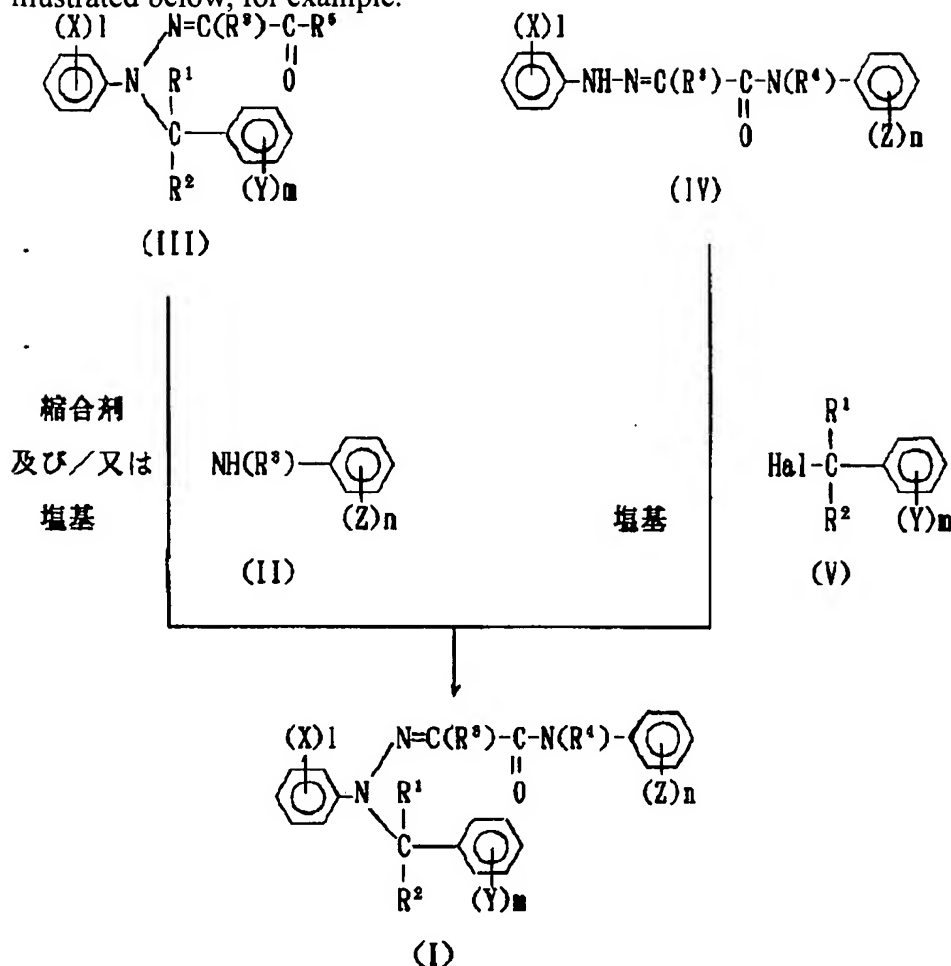 illustrated below, for example.
(X)l N=C(R³)-C-R⁵
N R¹ O
C
R² (Y)m
(III)
(X)l
NH-N=C(R³)-C-N(R⁴)-
O (Z)n
(IV)
縮合剤
及び/又は
塩基
NH(R³)
(Z)n
(II)
塩基
R¹
Hal-C
R² (Y)m
(V)
(X)l N=C(R³)-C-N(R⁴)-
N R¹ O (Z)n
C
R² (Y)m
(I)